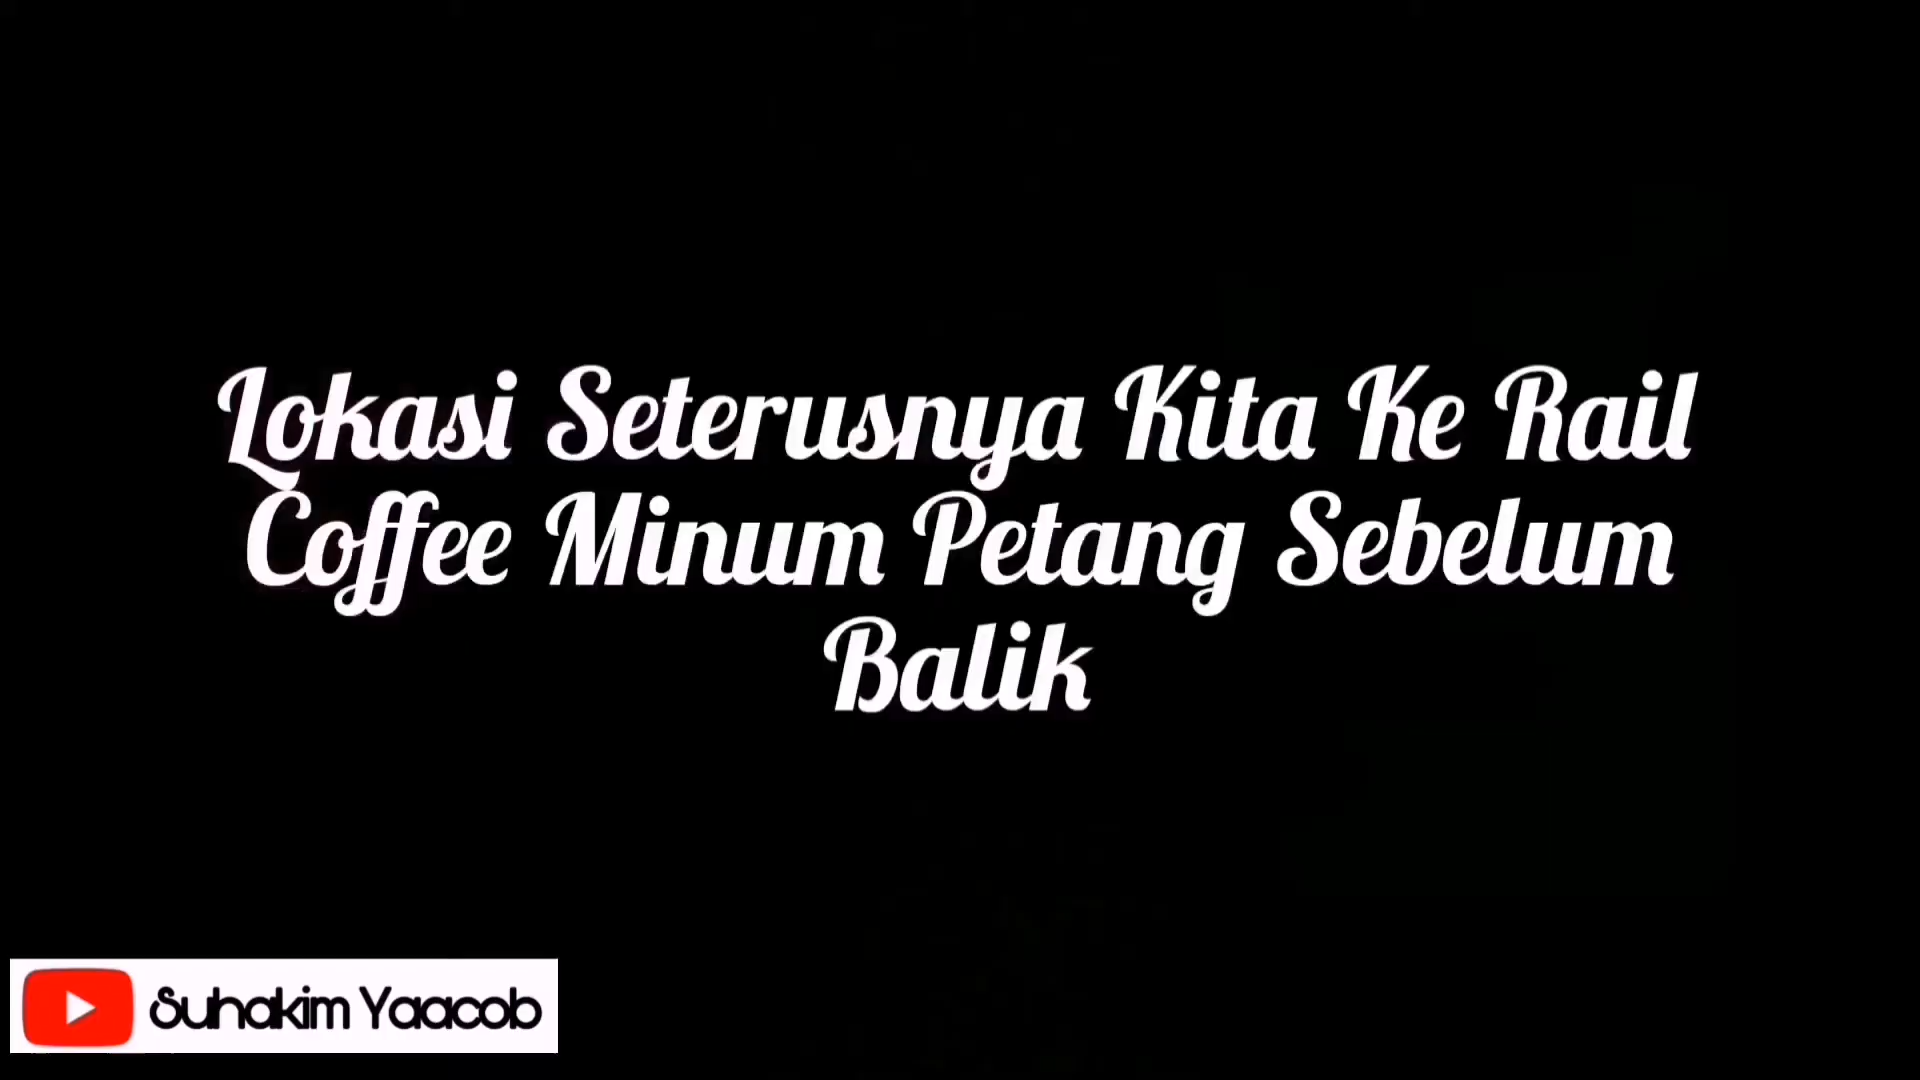 Lokasi Seterusnya Kita Ke Rail
Coffee Minum Petang Sebelum
Balik
Suhakim Yaacob